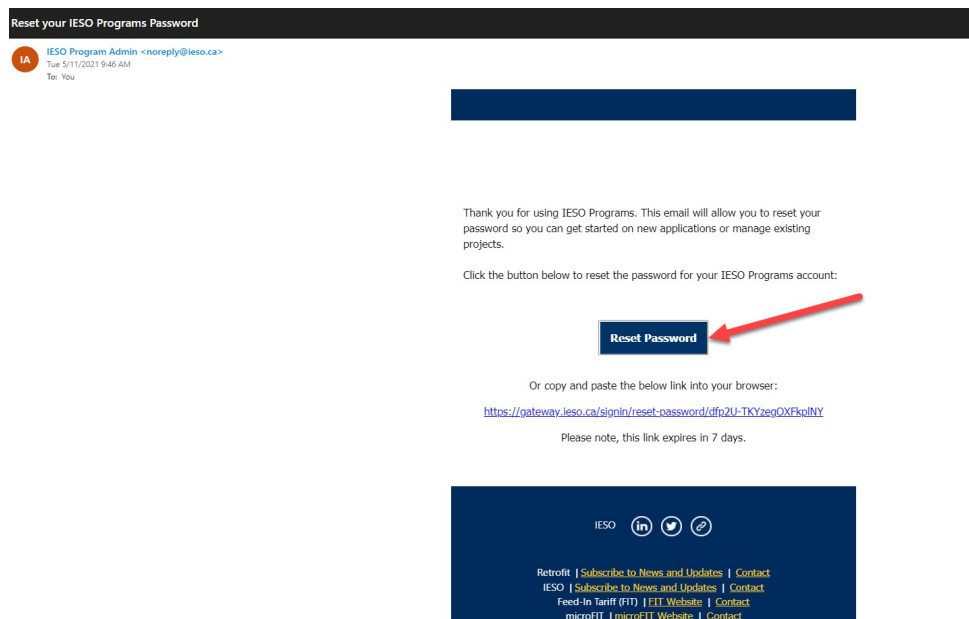 Reset your IESO Programs Password
IA
IESO Program Admin <noreply@ieso.ca>
Tue 5/11/2021 9:46 AM
To: You
Thank you for using IESO Programs. This email will allow you to reset your
password so you can get started on new applications or manage existing
projects.
Click the button below to reset the password for your IESO Programs account:
Reset Password
Or copy and paste the below link into your browser:
https://gateway.ieso.ca/signin/reset-password/dfp2U-TKYzegOXFkplNY
Please note, this link expires in 7 days.
IESO in
Retrofit | Subscribe to News and Updates | Contact
IESO | Subscribe to News and Updates | Contact
Feed-In Tariff (FIT) | FIT Website | Contact
microFIT | microFIT Website | Contact